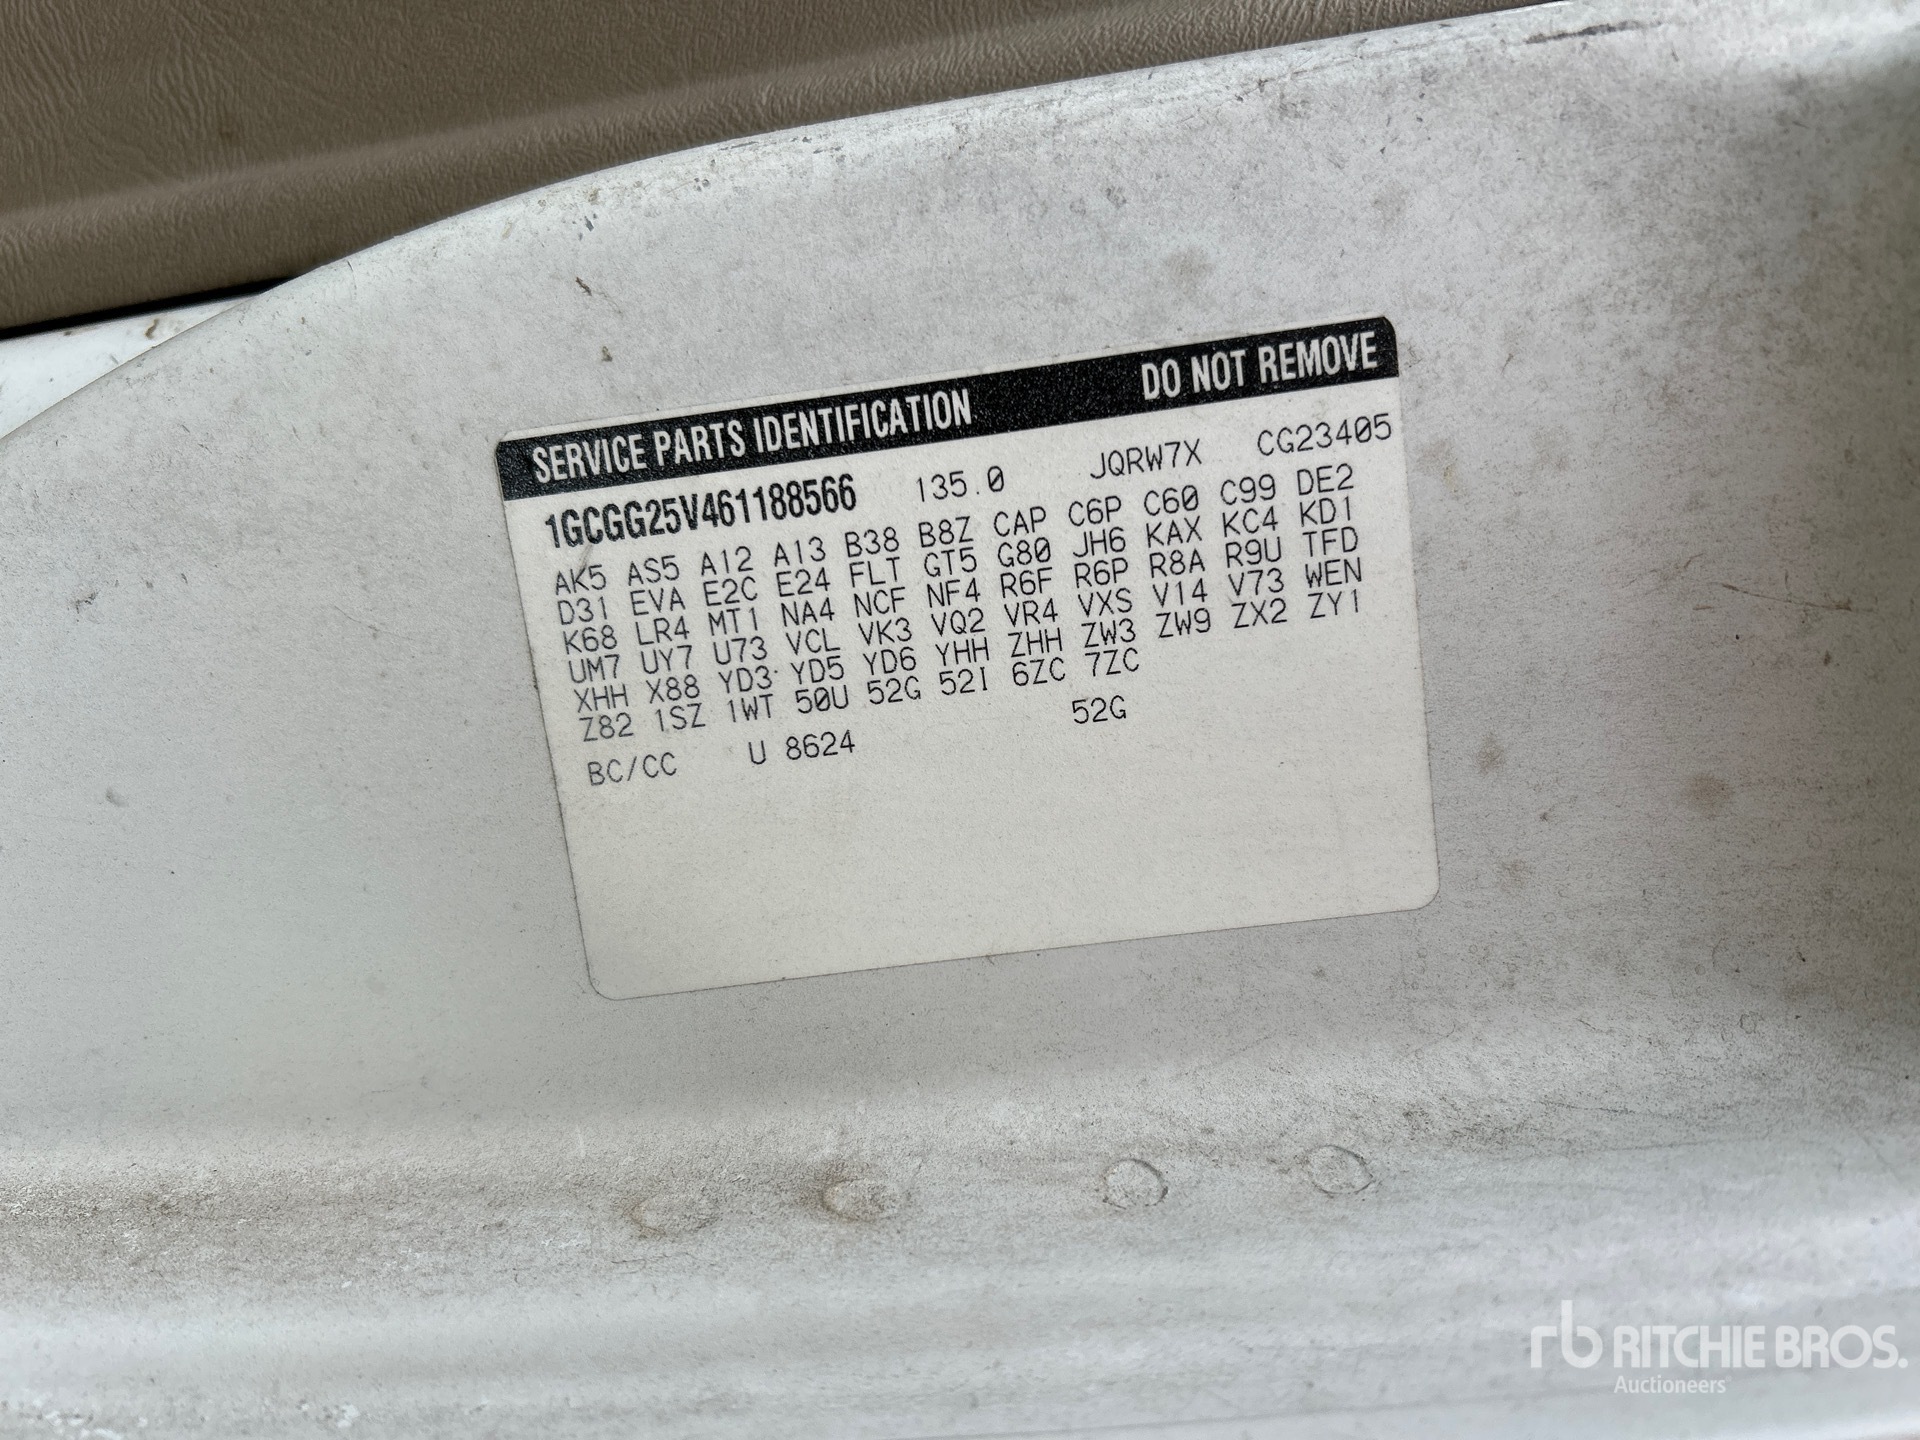 SERVICE PARTS IDENTIFICATION DO NOT REMOVE
1GCGG25V461188566 135.0 JQRW7X CG23405
AK5 AS5 A12 A13 B38 B8Z CAP C6P C60 C99 DE2
D31 EVA E2C E24 FLT GT5 G80 JH6 KAX KC4 KD1
K68 LR4 MT1 NA4 NCF NF4 R6F R6P R8A R9U TFD
UM7 UY7 U73 VCL VK3 VQ2 VR4 VXS V14 V73 WEN
XHH X88 YD3 YD5 YD6 YHH ZHH ZW3 ZW9 ZX2 ZY1
Z82 1SZ 1WT 50U 52G 52I 6ZC 7ZC
BC/CC U 8624 52G
rb RITCHIE BROS.
Auctioneers